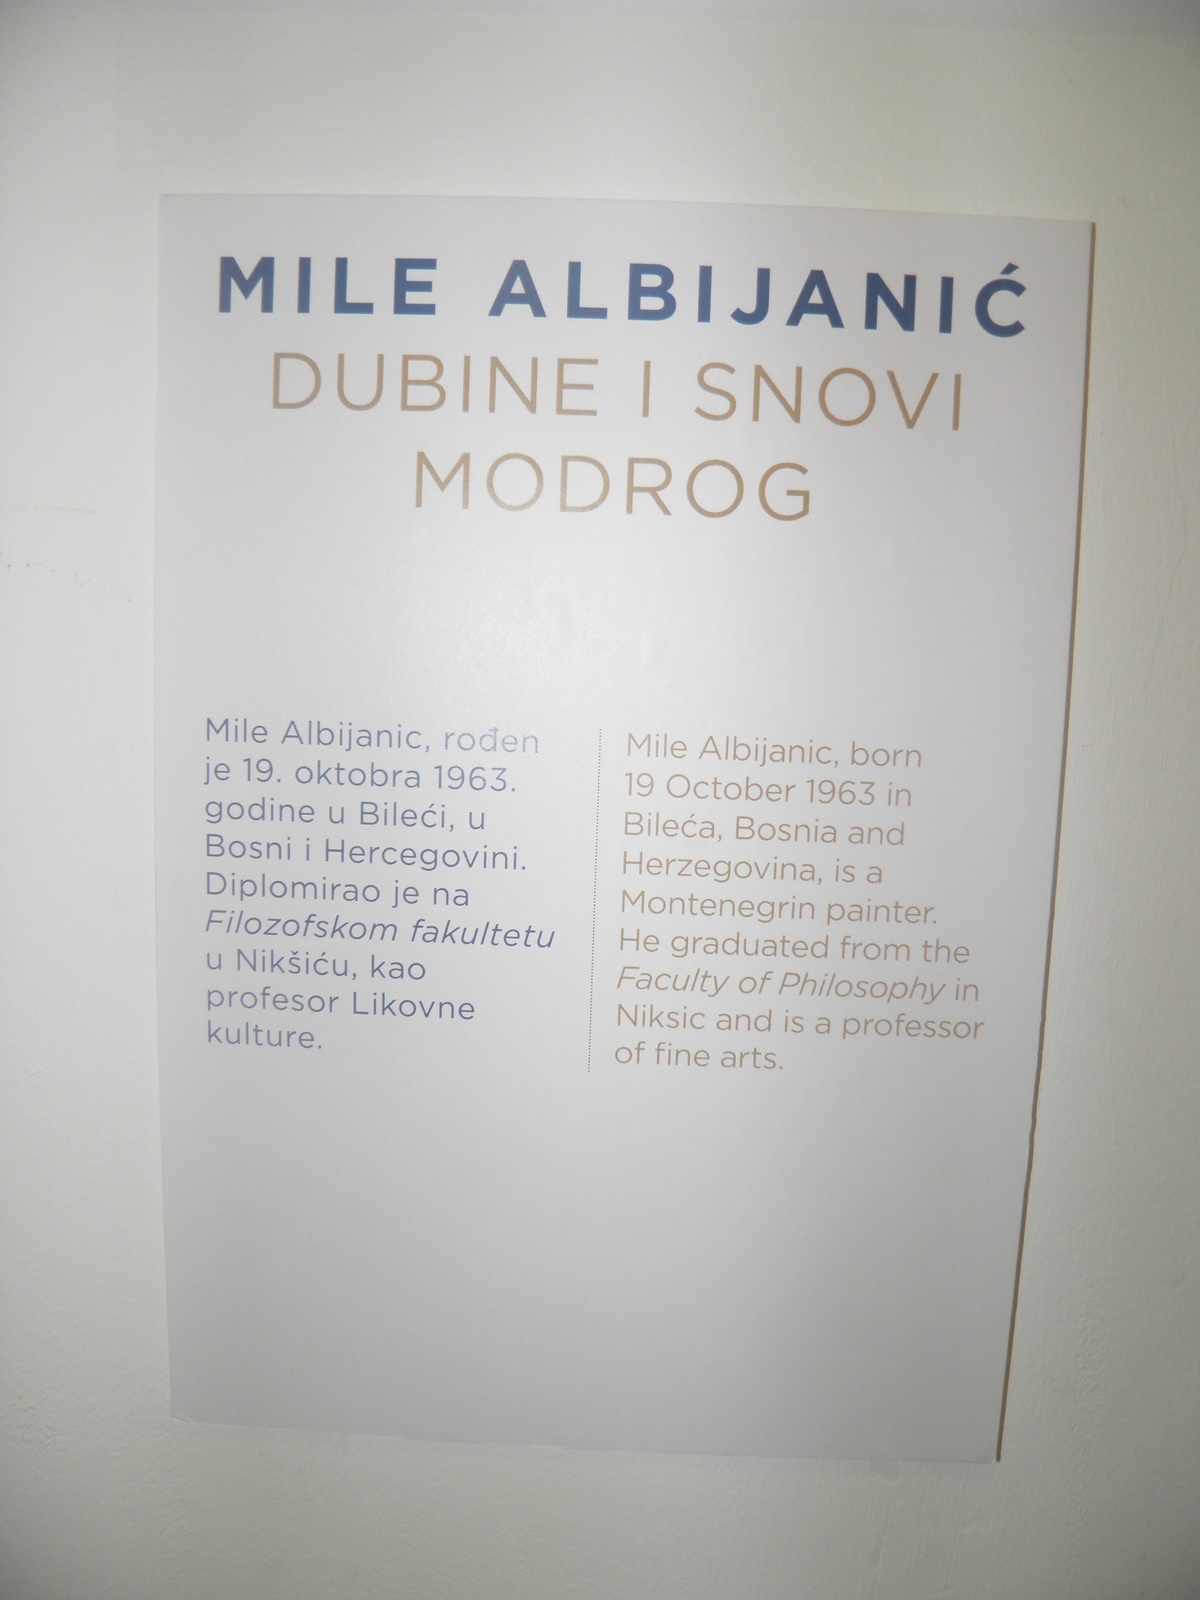 MILE ALBIJANIĆ
DUBINE I SNOVI
MODROG
Mile Albijanic, rođen
je 19. oktobra 1963.
godine u Bileći, u
Bosni i Hercegovini.
Diplomirao je na
Filozofskom fakultetu
u Nikšiću, kao
profesor Likovne
kulture.
Mile Albijanic, born
19 October 1963 in
Bileća, Bosnia and
Herzegovina, is a
Montenegrin painter.
He graduated from the
Faculty of Philosophy in
Niksic and is a professor
of fine arts.